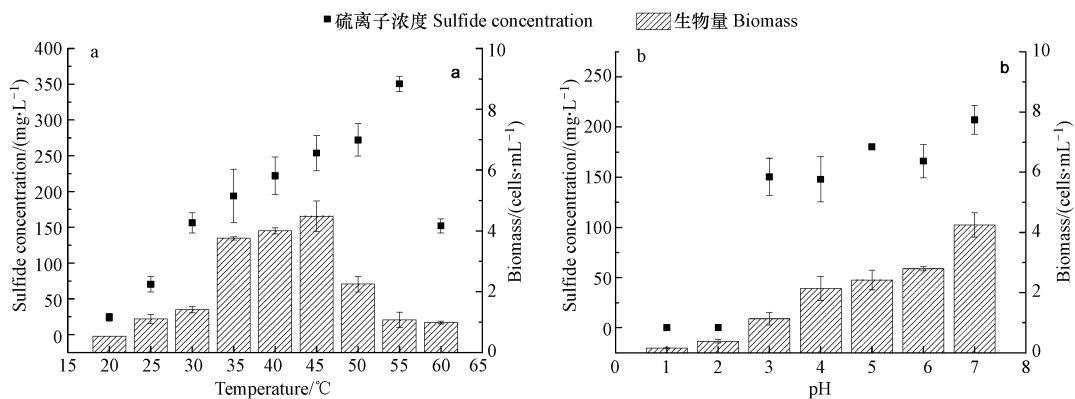 硫离子浓度 Sulfide concentration 生物量 Biomass
a
a
Sulfide concentration/(mg·L⁻¹)
400
350
300
250
200
150
100
50
0
10
8
6
4
2
0
Biomass/(cells·mL⁻¹)
15 20 25 30 35 40 45 50 55 60 65
Temperature/℃
b
b
Sulfide concentration/(mg·L⁻¹)
250
200
150
100
50
0
10
8
6
4
2
0
Biomass/(cells·mL⁻¹)
0 1 2 3 4 5 6 7 8
pH